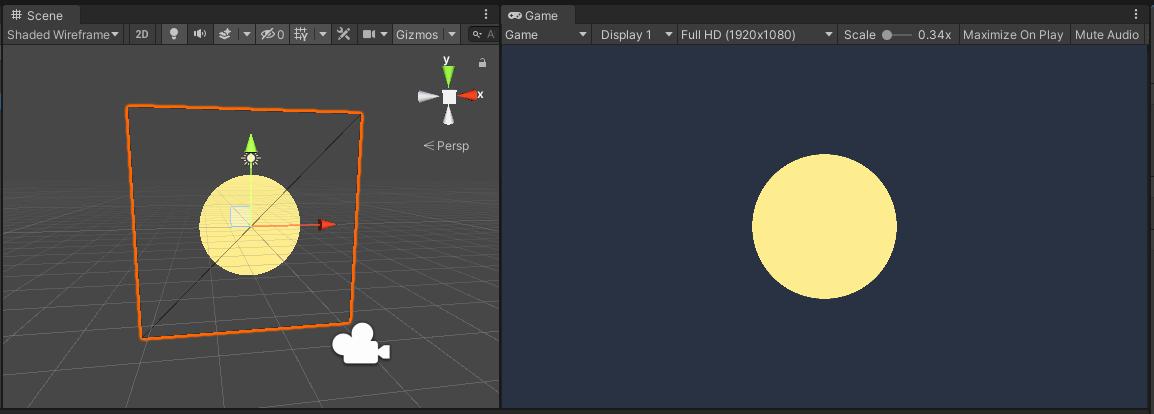 Scene
Shaded Wireframe 2D 0 Gizmos A
y
x
Persp
Game
Game Display 1 Full HD (1920x1080) Scale 0.34x Maximize On Play Mute Audio